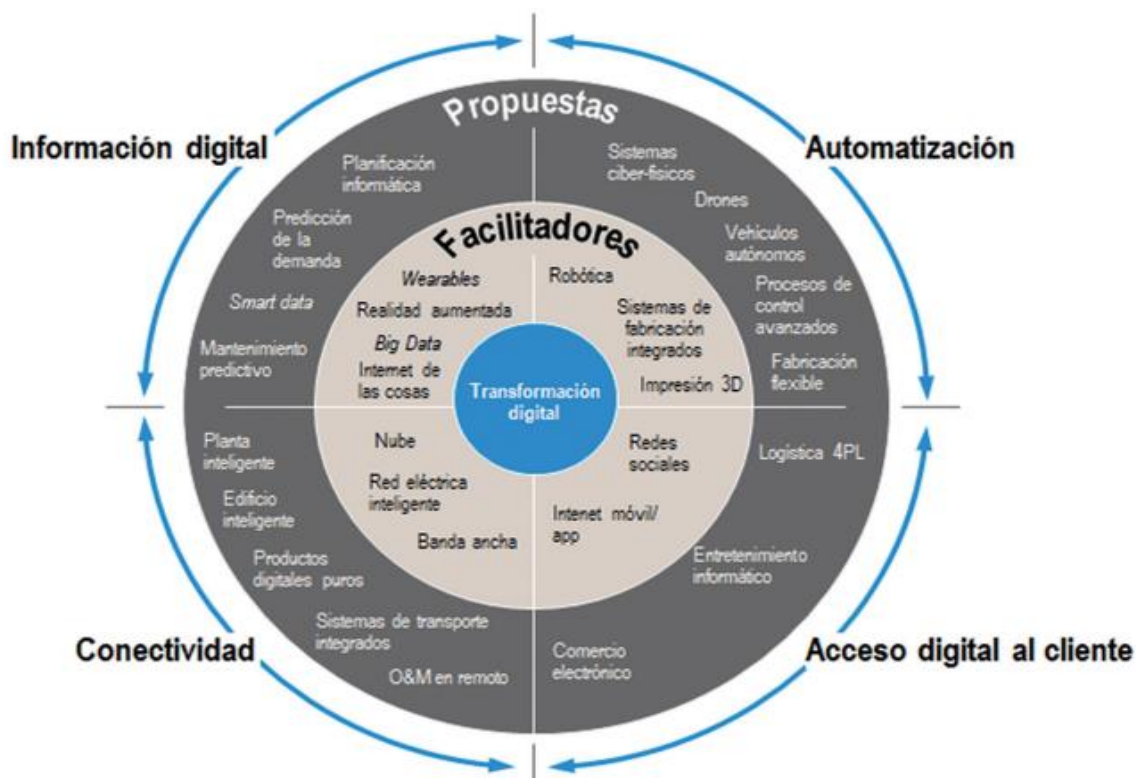 Propuestas
Información digital
Automatización
Planificación
informática
Predicción
de la
demanda
Smart data
Mantenimiento
predictivo
Sistemas
ciber-físicos
Drones
Vehículos
autónomos
Procesos de
control
avanzados
Fabricación
flexible
Facilitadores
Wearables
Realidad aumentada
Big Data
Internet de
las cosas
Robótica
Sistemas de
fabricación
integrados
Impresión 3D
Transformación
digital
Nube
Red eléctrica
inteligente
Banda ancha
Redes
sociales
Intenet móvil/
app
Planta
inteligente
Edificio
inteligente
Productos
digitales puros
Sistemas de transporte
integrados
O&M en remoto
Logística 4PL
Entretenimiento
informático
Comercio
electrónico
Conectividad
Acceso digital al cliente